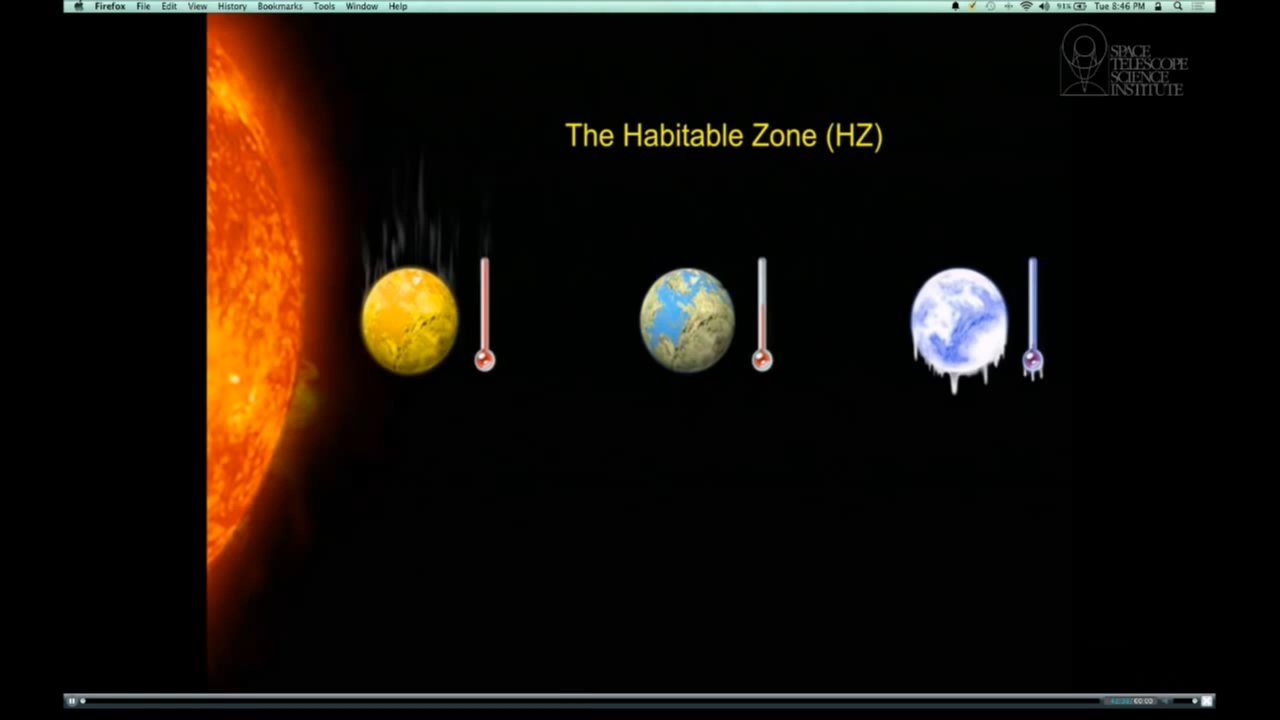 Firefox File Edit View History Bookmarks Tools Window Help 91% Tue 8:46 PM
SPACE
TELESCOPE
SCIENCE
INSTITUTE
The Habitable Zone (HZ)